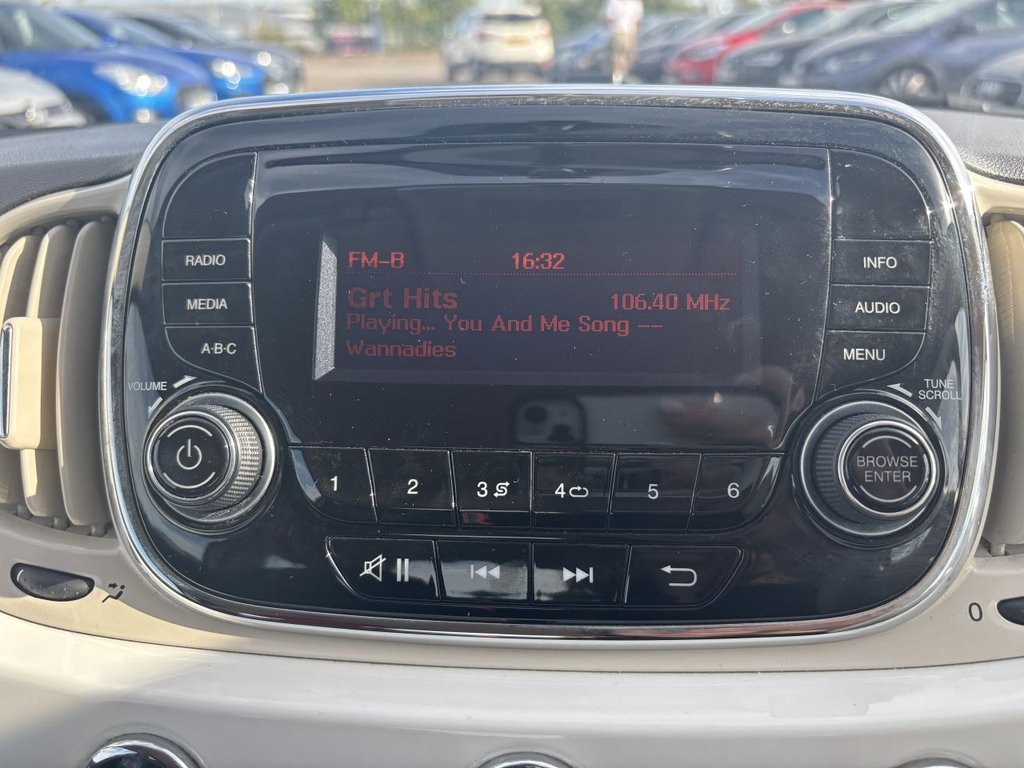 FM-B 16:32
Grt Hits 106.40 MHz
Playing... You And Me Song --
Wannadies
RADIO
MEDIA
A·B·C
INFO
AUDIO
MENU
VOLUME
TUNE
SCROLL
BROWSE
ENTER
1 2 3 4 5 6
0